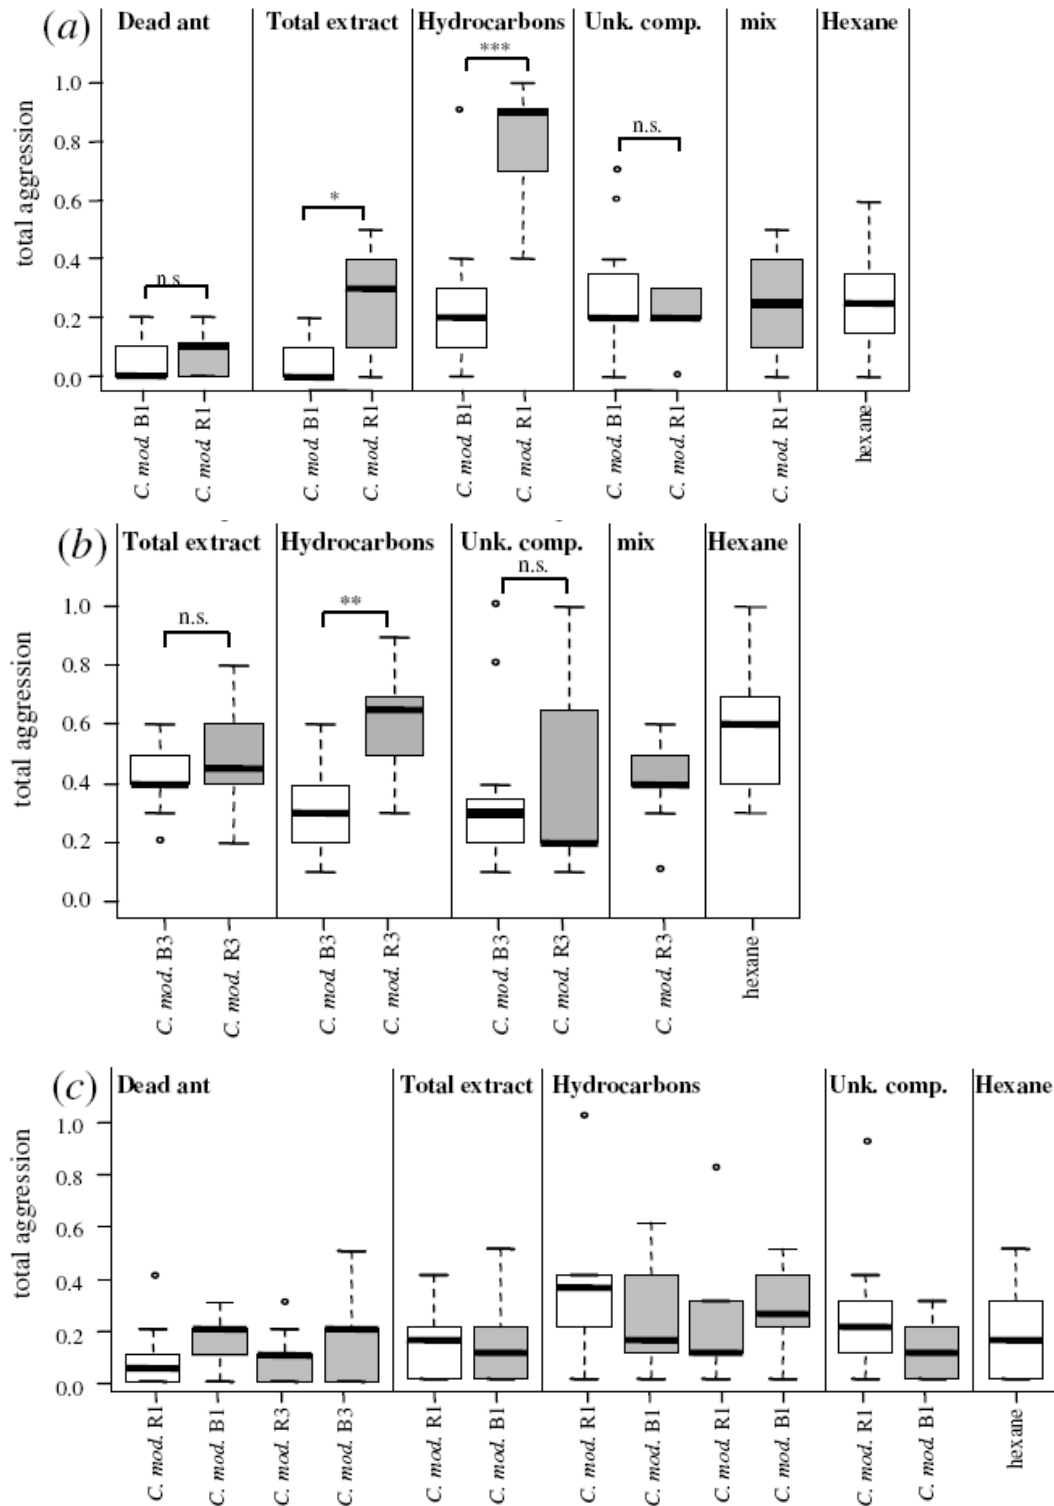 (a) Dead ant Total extract Hydrocarbons Unk. comp. mix Hexane
***
1.0
n.s.
0.8
*
0.6
0.4
n.s.
0.2
0.0
total aggression
C. mod. B1
C. mod. R1
C. mod. B1
C. mod. R1
C. mod. B1
C. mod. R1
C. mod. B1
C. mod. R1
C. mod. R1
hexane
(b) Total extract Hydrocarbons Unk. comp. mix Hexane
n.s.
1.0
n.s.
**
0.8
0.6
0.4
0.2
0.0
total aggression
C. mod. B3
C. mod. R3
C. mod. B3
C. mod. R3
C. mod. B3
C. mod. R3
C. mod. R3
hexane
(c) Dead ant Total extract Hydrocarbons Unk. comp. Hexane
1.0
0.8
0.6
0.4
0.2
0.0
total aggression
C. mod. R1
C. mod. B1
C. mod. R3
C. mod. B3
C. mod. R1
C. mod. B1
C. mod. R1
C. mod. B1
C. mod. R1
C. mod. B1
C. mod. R1
C. mod. B1
hexane